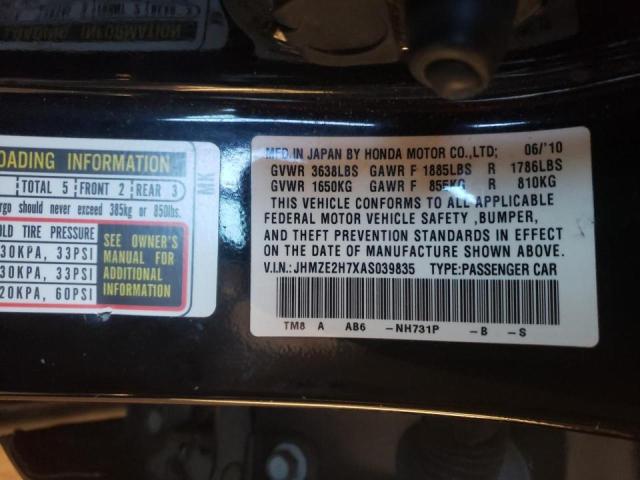 OADING INFORMATION
TOTAL 5 FRONT 2 REAR 3
rgo should never exceed 385kg or 850lbs.
LD TIRE PRESSURE
30KPA, 33PSI
30KPA, 33PSI
20KPA, 60PSI
SEE OWNER'S
MANUAL FOR
ADDITIONAL
INFORMATION
MK
MFD IN JAPAN BY HONDA MOTOR CO.,LTD; 06/'10
GVWR 3638LBS GAWR F 1885LBS R 1786LBS
GVWR 1650KG GAWR F 855KG R 810KG
THIS VEHICLE CONFORMS TO ALL APPLICABLE
FEDERAL MOTOR VEHICLE SAFETY ,BUMPER,
AND THEFT PREVENTION STANDARDS IN EFFECT
ON THE DATE OF MANUFACTURE SHOWN ABOVE.
V.I.N.: JHMZE2H7XAS039835 TYPE:PASSENGER CAR
TM8 A AB6 -NH731P -B -S